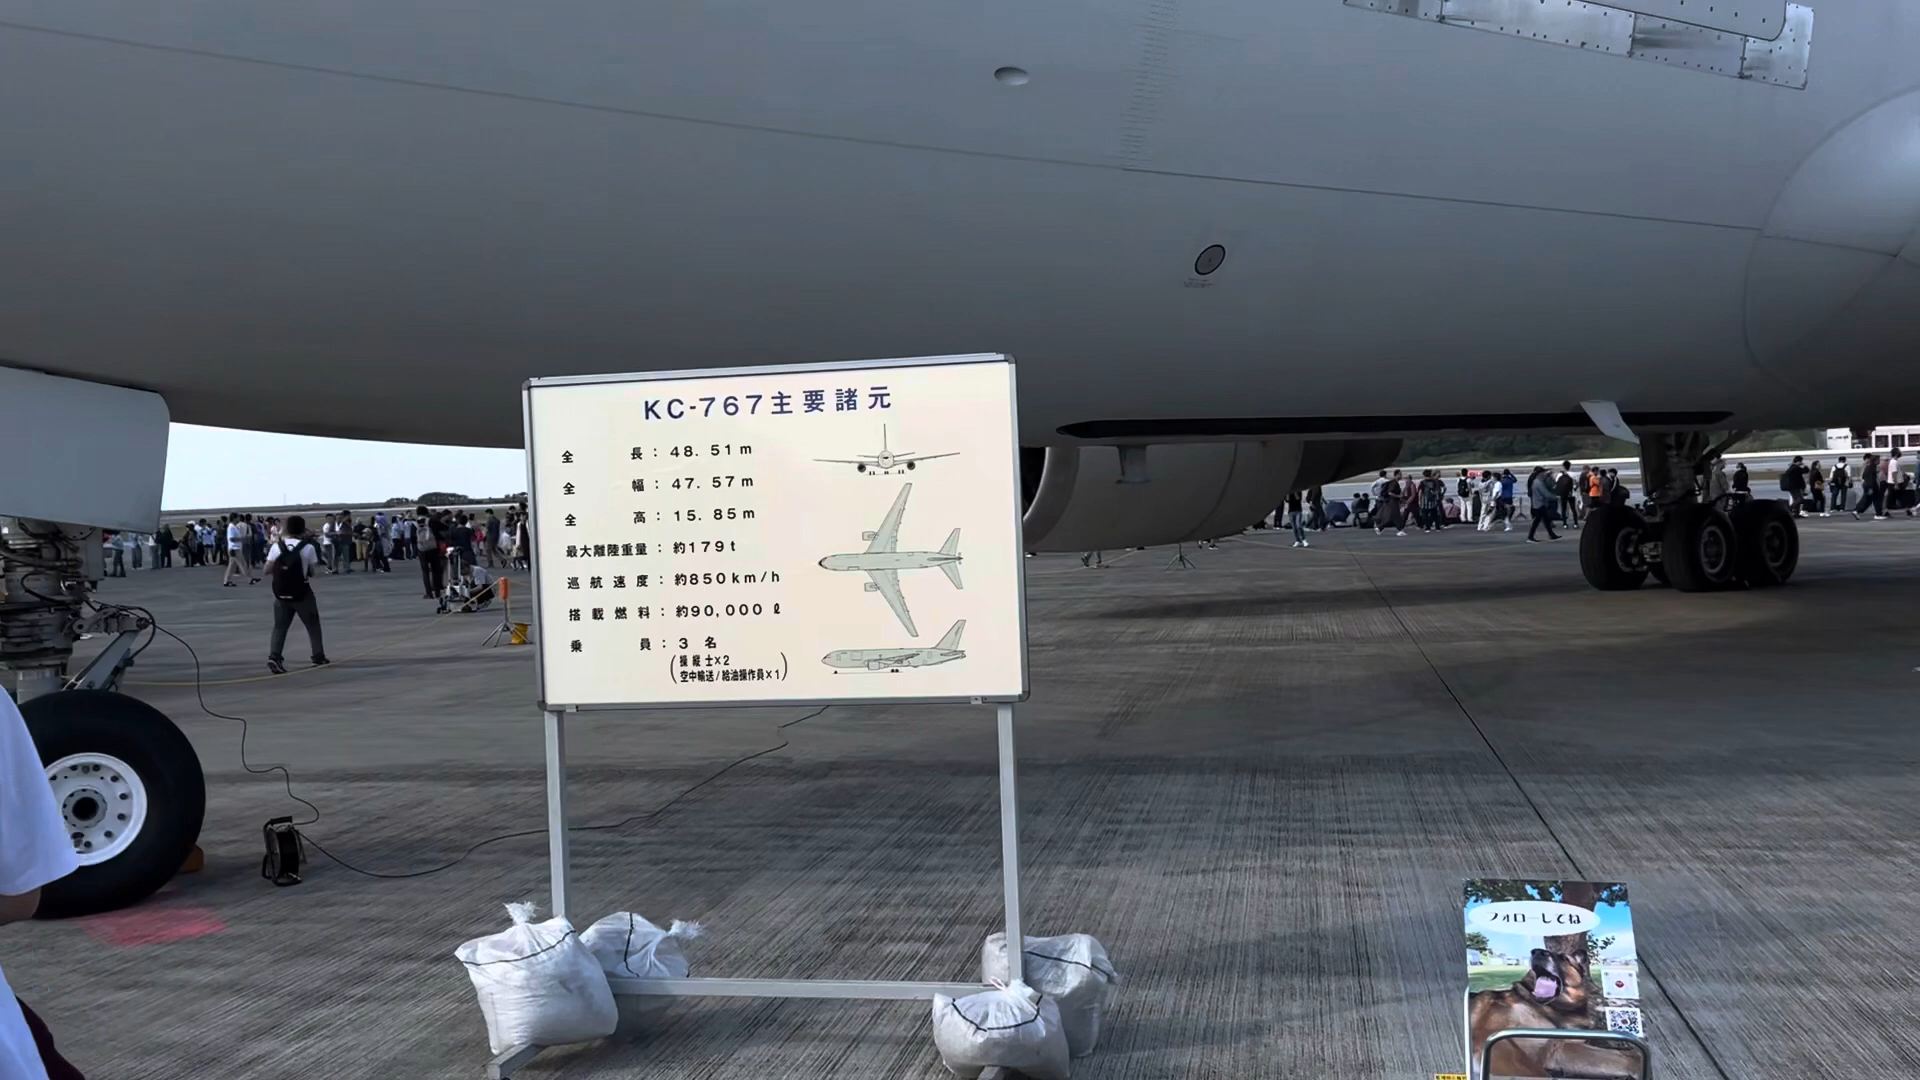 KC-767主要諸元
全長：48.51m
全幅：47.57m
全高：15.85m
最大離陸重量：約179t
巡航速度：約850km/h
搭載燃料：約90,000ℓ
乗員：3名
(操縦士×2
空中輸送/給油操作員×1)
フォローしてね